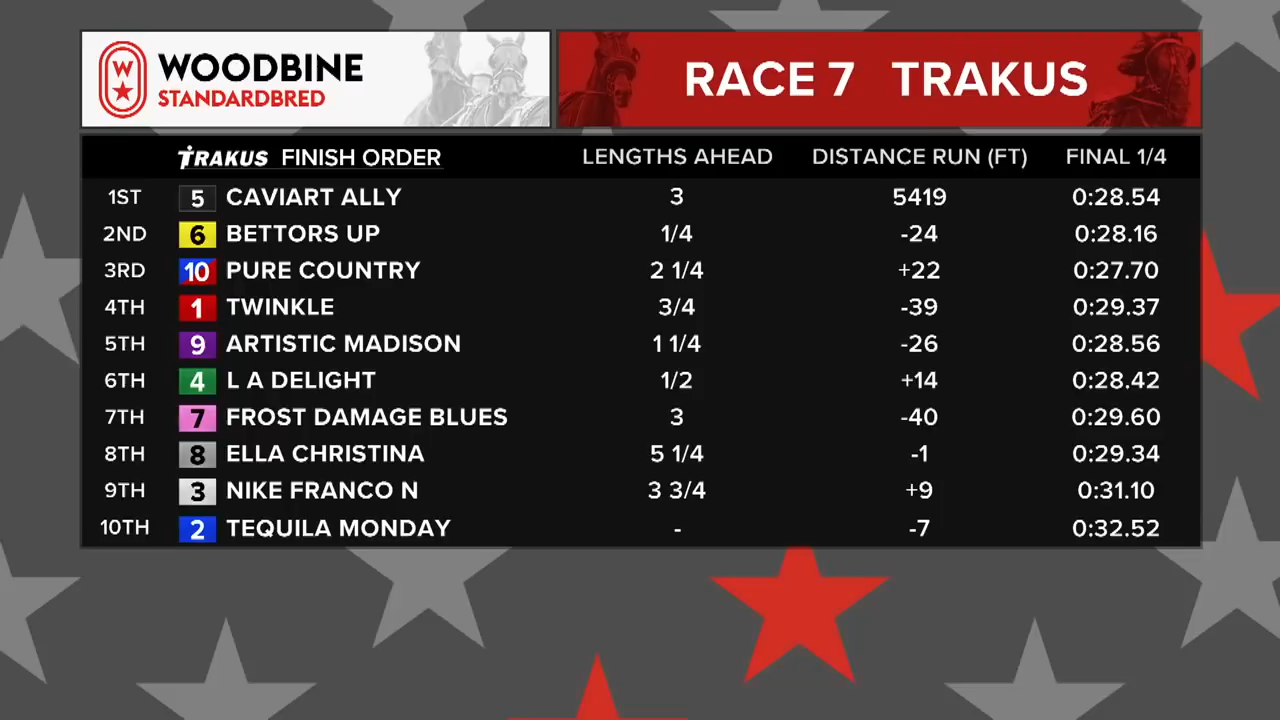 W
WOODBINE
STANDARDBRED
RACE 7 TRAKUS
TRAKUS FINISH ORDER LENGTHS AHEAD DISTANCE RUN (FT) FINAL 1/4
1ST 5 CAVIART ALLY 3 5419 0:28.54
2ND 6 BETTORS UP 1/4 -24 0:28.16
3RD 10 PURE COUNTRY 2 1/4 +22 0:27.70
4TH 1 TWINKLE 3/4 -39 0:29.37
5TH 9 ARTISTIC MADISON 1 1/4 -26 0:28.56
6TH 4 L A DELIGHT 1/2 +14 0:28.42
7TH 7 FROST DAMAGE BLUES 3 -40 0:29.60
8TH 8 ELLA CHRISTINA 5 1/4 -1 0:29.34
9TH 3 NIKE FRANCO N 3 3/4 +9 0:31.10
10TH 2 TEQUILA MONDAY - -7 0:32.52